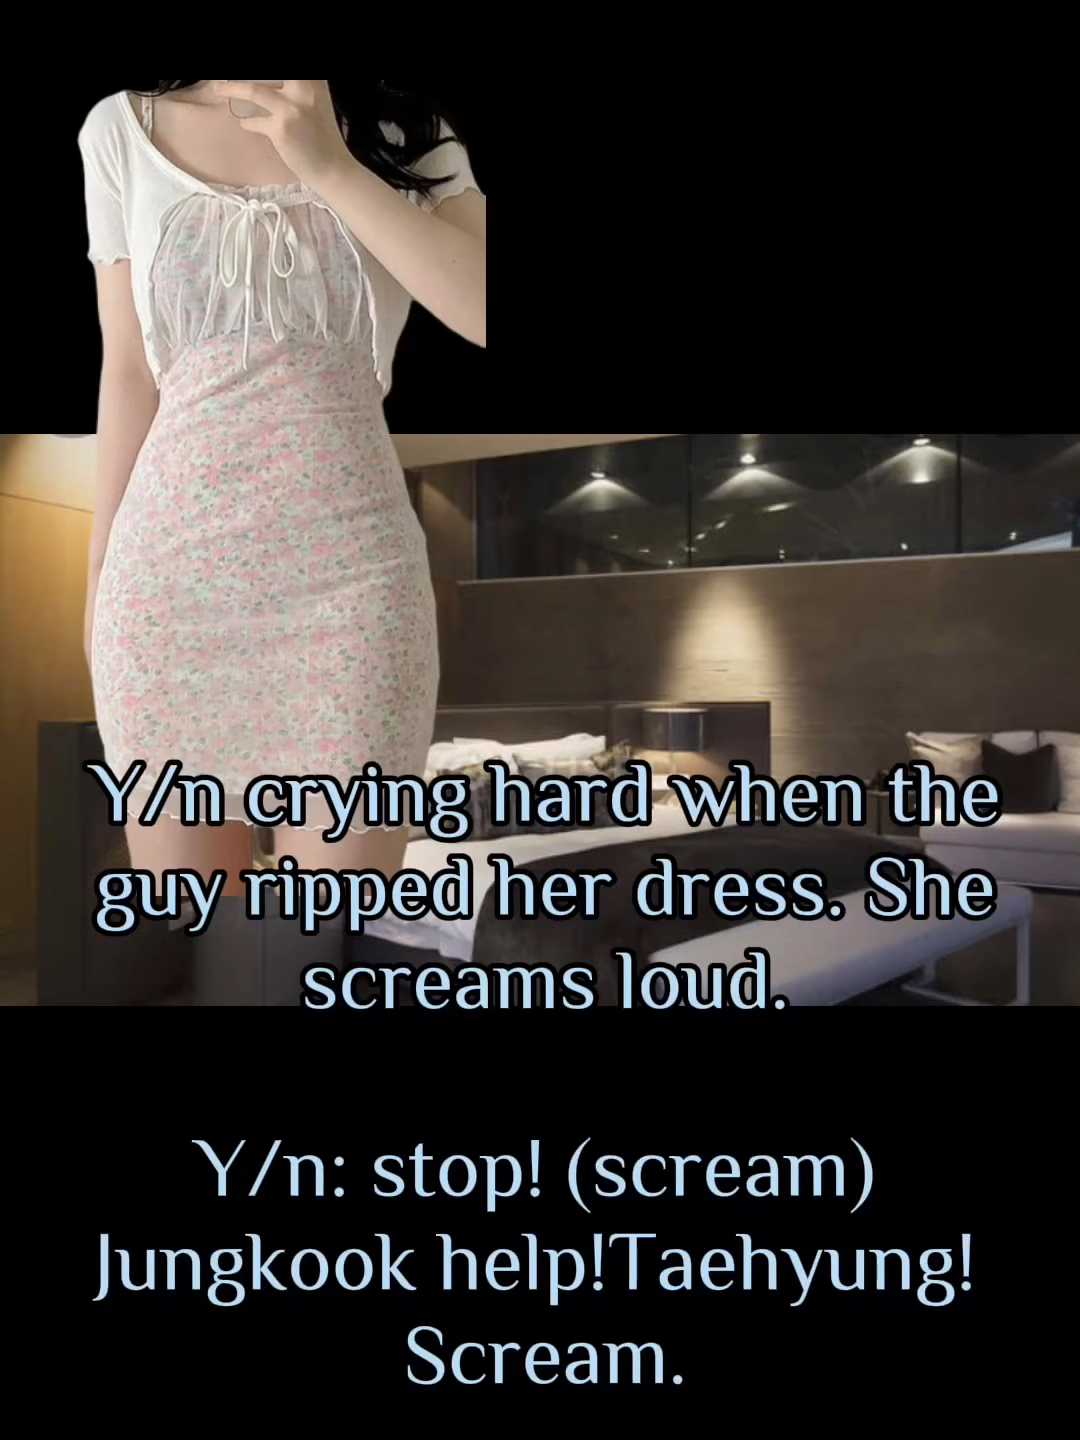 Y/n crying hard when the
guy ripped her dress. She
screams loud.
Y/n: stop! (scream)
Jungkook help!Taehyung!
Scream.